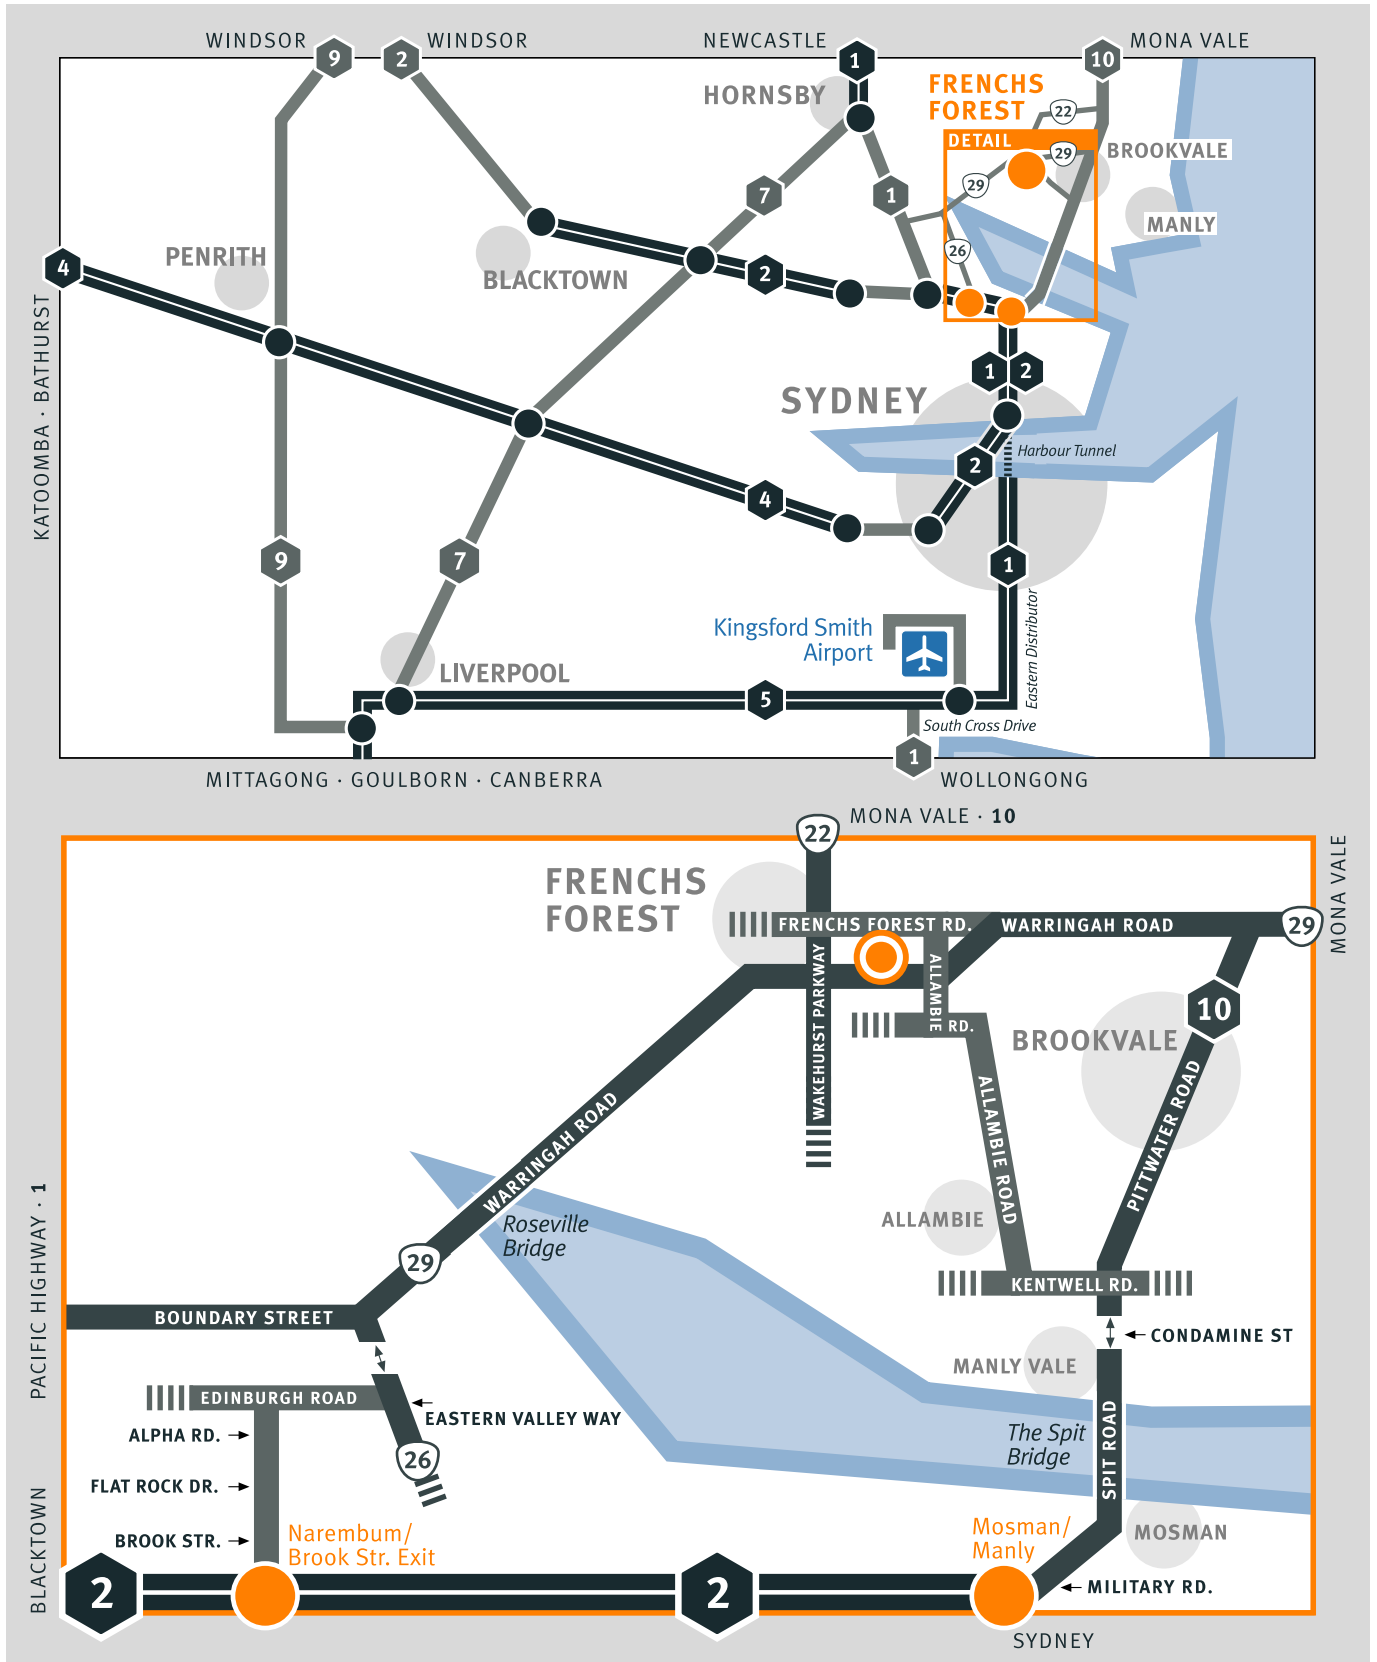 WINDSOR
9
2
WINDSOR
NEWCASTLE
1
10
MONA VALE
HORNSBY
FRENCHS
FOREST
22
DETAIL
29
BROOKVALE
7
1
29
MANLY
26
PENRITH
4
BLACKTOWN
2
KATOOMBA · BATHURST
1
2
SYDNEY
Harbour Tunnel
2
4
9
7
1
Kingsford Smith
Airport
Eastern Distributor
LIVERPOOL
5
South Cross Drive
1
MITTAGONG · GOULBORN · CANBERRA
WOLLONGONG
MONA VALE · 10
22
MONA VALE
FRENCHS
FOREST
FRENCHS FOREST RD.
WARRINGAH ROAD
29
WAKEHURST PARKWAY
ALLAMBIE
RD.
10
BROOKVALE
ALLAMBIE ROAD
PITTWATER ROAD
WARRINGAH ROAD
Roseville
Bridge
ALLAMBIE
29
KENTWELL RD.
PACIFIC HIGHWAY · 1
BOUNDARY STREET
CONDAMINE ST
MANLY VALE
EDINBURGH ROAD
EASTERN VALLEY WAY
ALPHA RD.
26
The Spit
Bridge
SPIT ROAD
FLAT ROCK DR.
BROOK STR.
Narembum/
Brook Str. Exit
Mosman/
Manly
MOSMAN
BLACKTOWN
2
2
MILITARY RD.
SYDNEY